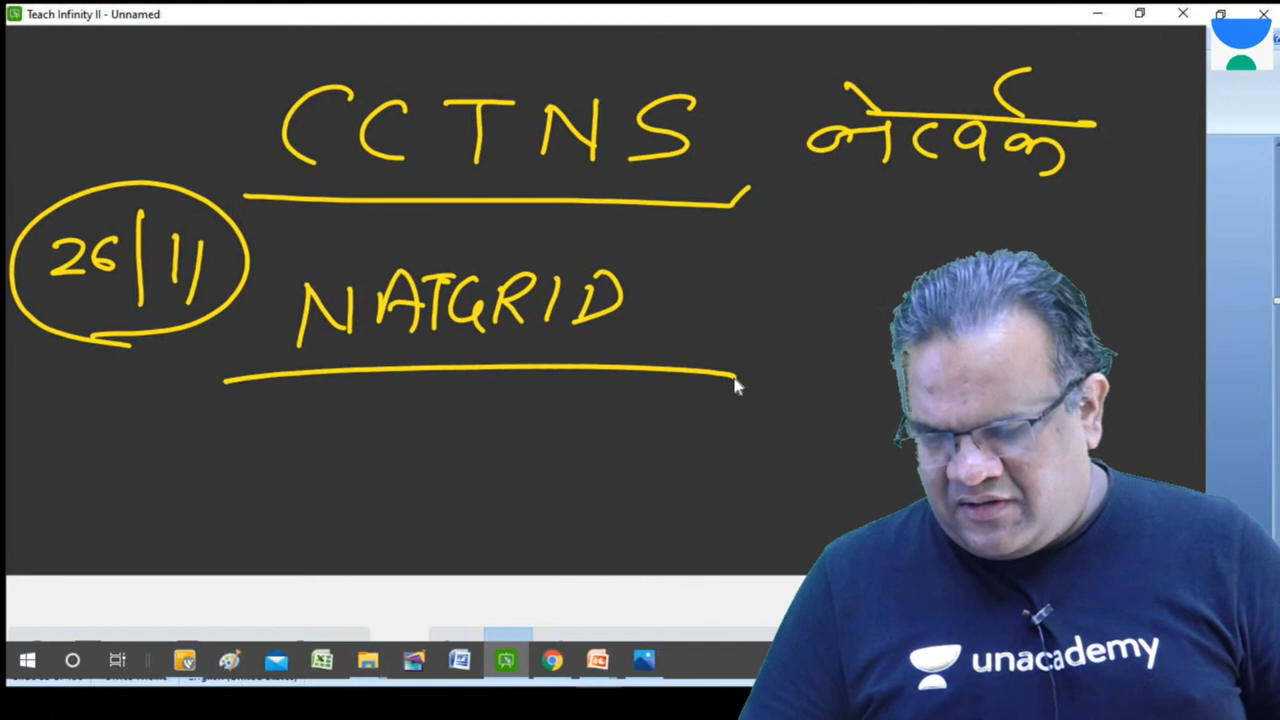 Teach Infinity II - Unnamed
CCTNS
नेटवर्क
26/11
NATGRID
unacademy